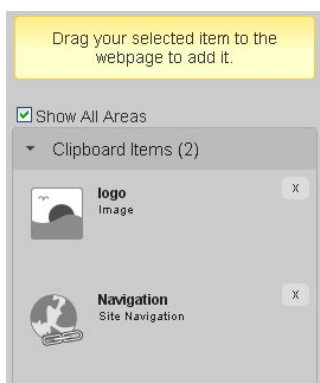 Drag your selected item to the
webpage to add it.
Show All Areas
Clipboard Items (2)
logo
X
Image
Navigation
X
Site Navigation